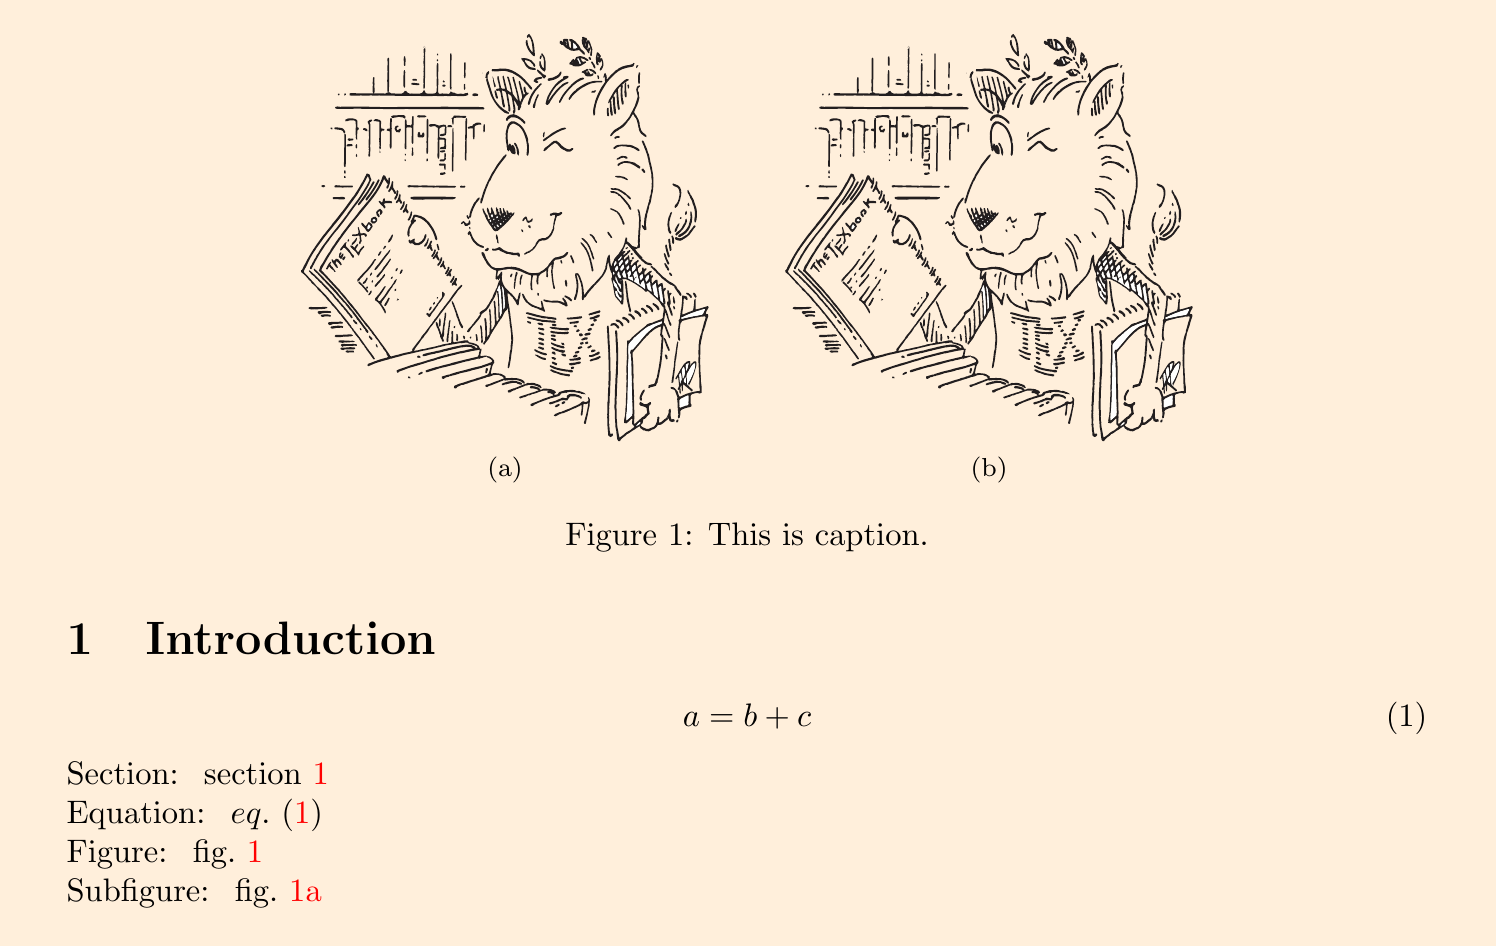 The TEXbook The TEXbook
TEX TEX
(a) (b)
Figure 1: This is caption.
1 Introduction
a = b + c (1)
Section: section 1
Equation: eq. (1)
Figure: fig. 1
Subfigure: fig. 1a